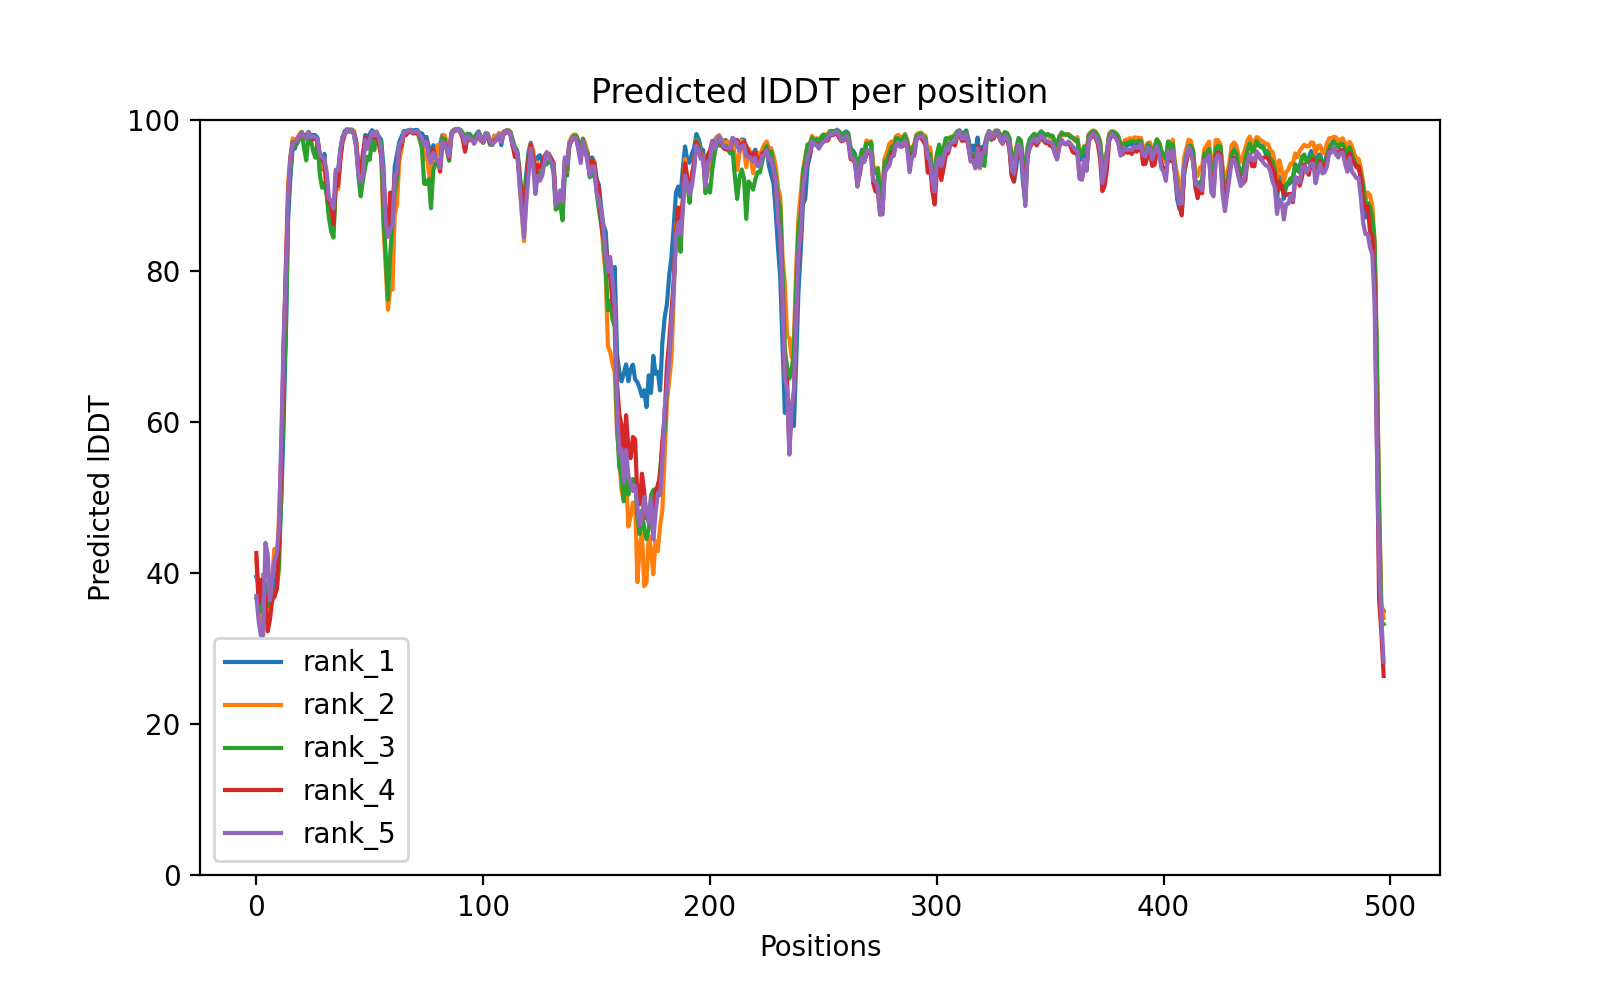 Predicted lDDT per position
100
80
60
40
20
0
Predicted lDDT
rank_1
rank_2
rank_3
rank_4
rank_5
0 100 200 300 400 500
Positions